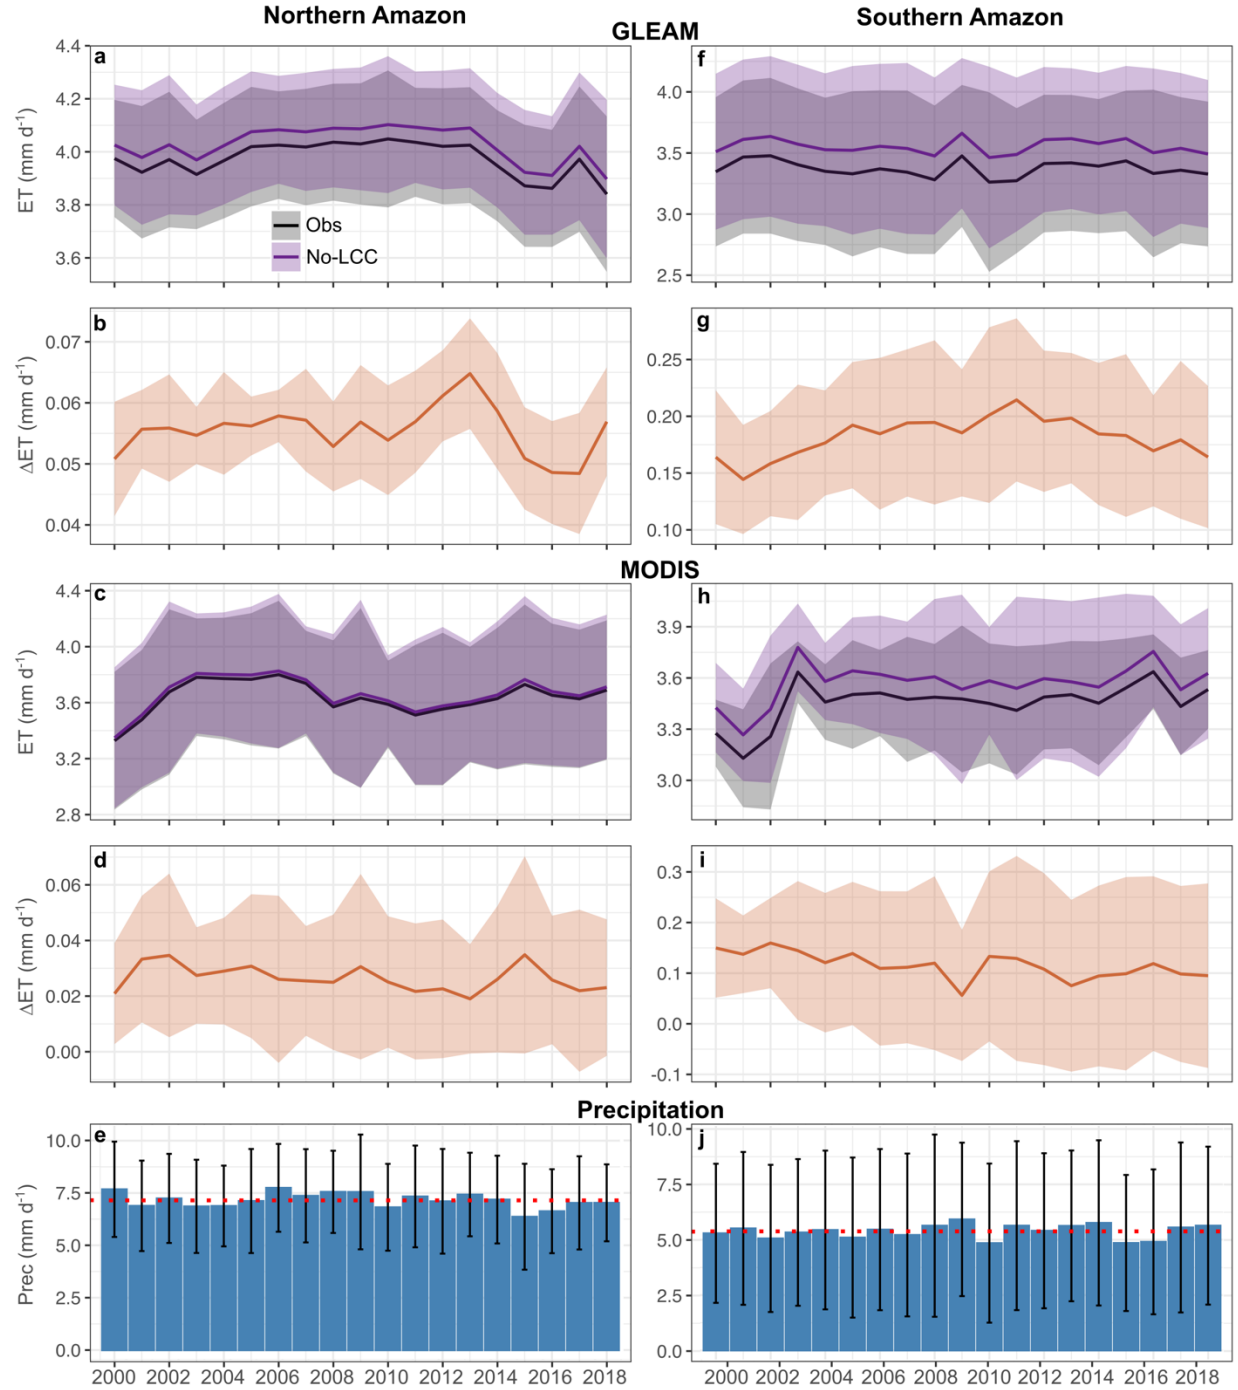 Northern Amazon
Southern Amazon
GLEAM
a
4.4
4.2
4.0
3.8
3.6
ET (mm d-1)
Obs
No-LCC
f
4.0
3.5
3.0
2.5
b
0.07
0.06
0.05
0.04
ΔET (mm d-1)
g
0.25
0.20
0.15
0.10
MODIS
c
4.4
4.0
3.6
3.2
2.8
ET (mm d-1)
h
3.9
3.6
3.3
3.0
d
0.06
0.04
0.02
0.00
ΔET (mm d-1)
i
0.3
0.2
0.1
0.0
-0.1
Precipitation
e
10.0
7.5
5.0
2.5
0.0
Prec (mm d-1)
2000 2002 2004 2006 2008 2010 2012 2014 2016 2018
j
10.0
7.5
5.0
2.5
0.0
2000 2002 2004 2006 2008 2010 2012 2014 2016 2018